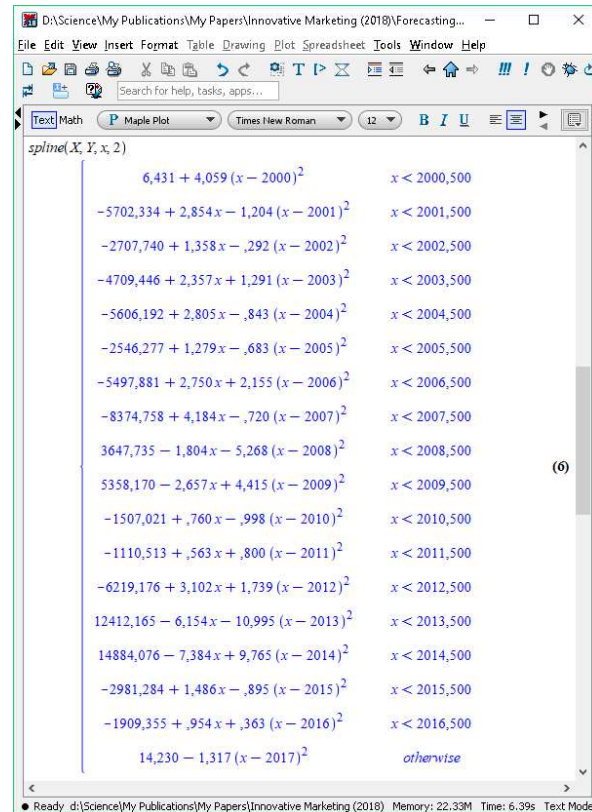 D:\Science\My Publications\My Papers\Innovative Marketing (2018)\Forecasting...
File Edit View Insert Format Table Drawing Plot Spreadsheet Tools Window Help
Search for help, tasks, apps...
Text Math P Maple Plot Times New Roman 12 B I U
spline(X, Y, x, 2)
6,431 + 4,059 (x − 2000)² x < 2000,500
−5702,334 + 2,854 x − 1,204 (x − 2001)² x < 2001,500
−2707,740 + 1,358 x − ,292 (x − 2002)² x < 2002,500
−4709,446 + 2,357 x + 1,291 (x − 2003)² x < 2003,500
−5606,192 + 2,805 x − ,843 (x − 2004)² x < 2004,500
−2546,277 + 1,279 x − ,683 (x − 2005)² x < 2005,500
−5497,881 + 2,750 x + 2,155 (x − 2006)² x < 2006,500
−8374,758 + 4,184 x − ,720 (x − 2007)² x < 2007,500
3647,735 − 1,804 x − 5,268 (x − 2008)² x < 2008,500
(6)
5358,170 − 2,657 x + 4,415 (x − 2009)² x < 2009,500
−1507,021 + ,760 x − ,998 (x − 2010)² x < 2010,500
−1110,513 + ,563 x + ,800 (x − 2011)² x < 2011,500
−6219,176 + 3,102 x + 1,739 (x − 2012)² x < 2012,500
12412,165 − 6,154 x − 10,995 (x − 2013)² x < 2013,500
14884,076 − 7,384 x + 9,765 (x − 2014)² x < 2014,500
−2981,284 + 1,486 x − ,895 (x − 2015)² x < 2015,500
−1909,355 + ,954 x + ,363 (x − 2016)² x < 2016,500
14,230 − 1,317 (x − 2017)² otherwise
Ready d:\Science\My Publications\My Papers\Innovative Marketing (2018) Memory: 22.33M Time: 6.39s Text Mode